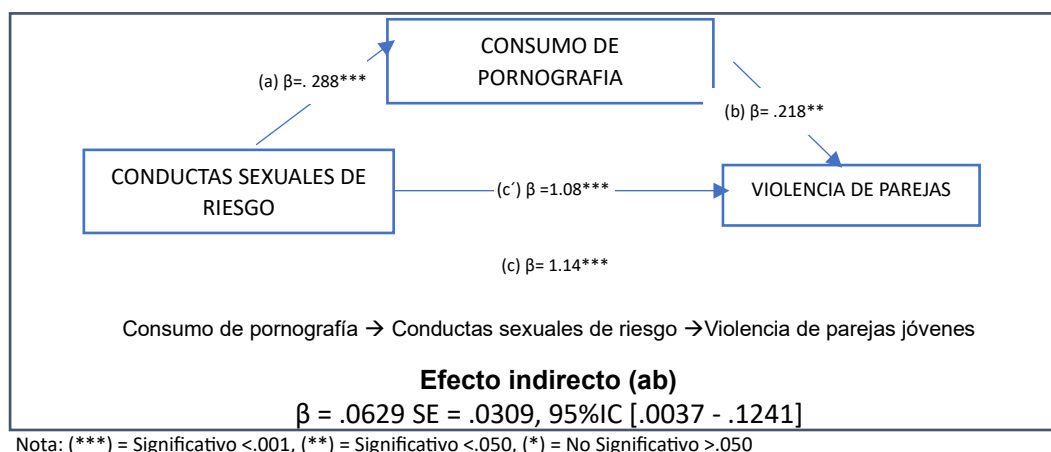 CONSUMO DE
PORNOGRAFIA
(a) β=. 288***
(b) β= .218**
CONDUCTAS SEXUALES DE
RIESGO
(c´) β =1.08***
VIOLENCIA DE PAREJAS
(c) β= 1.14***
Consumo de pornografía → Conductas sexuales de riesgo →Violencia de parejas jóvenes
Efecto indirecto (ab)
β = .0629 SE = .0309, 95%IC [.0037 - .1241]
Nota: (***) = Significativo <.001, (**) = Significativo <.050, (*) = No Significativo >.050